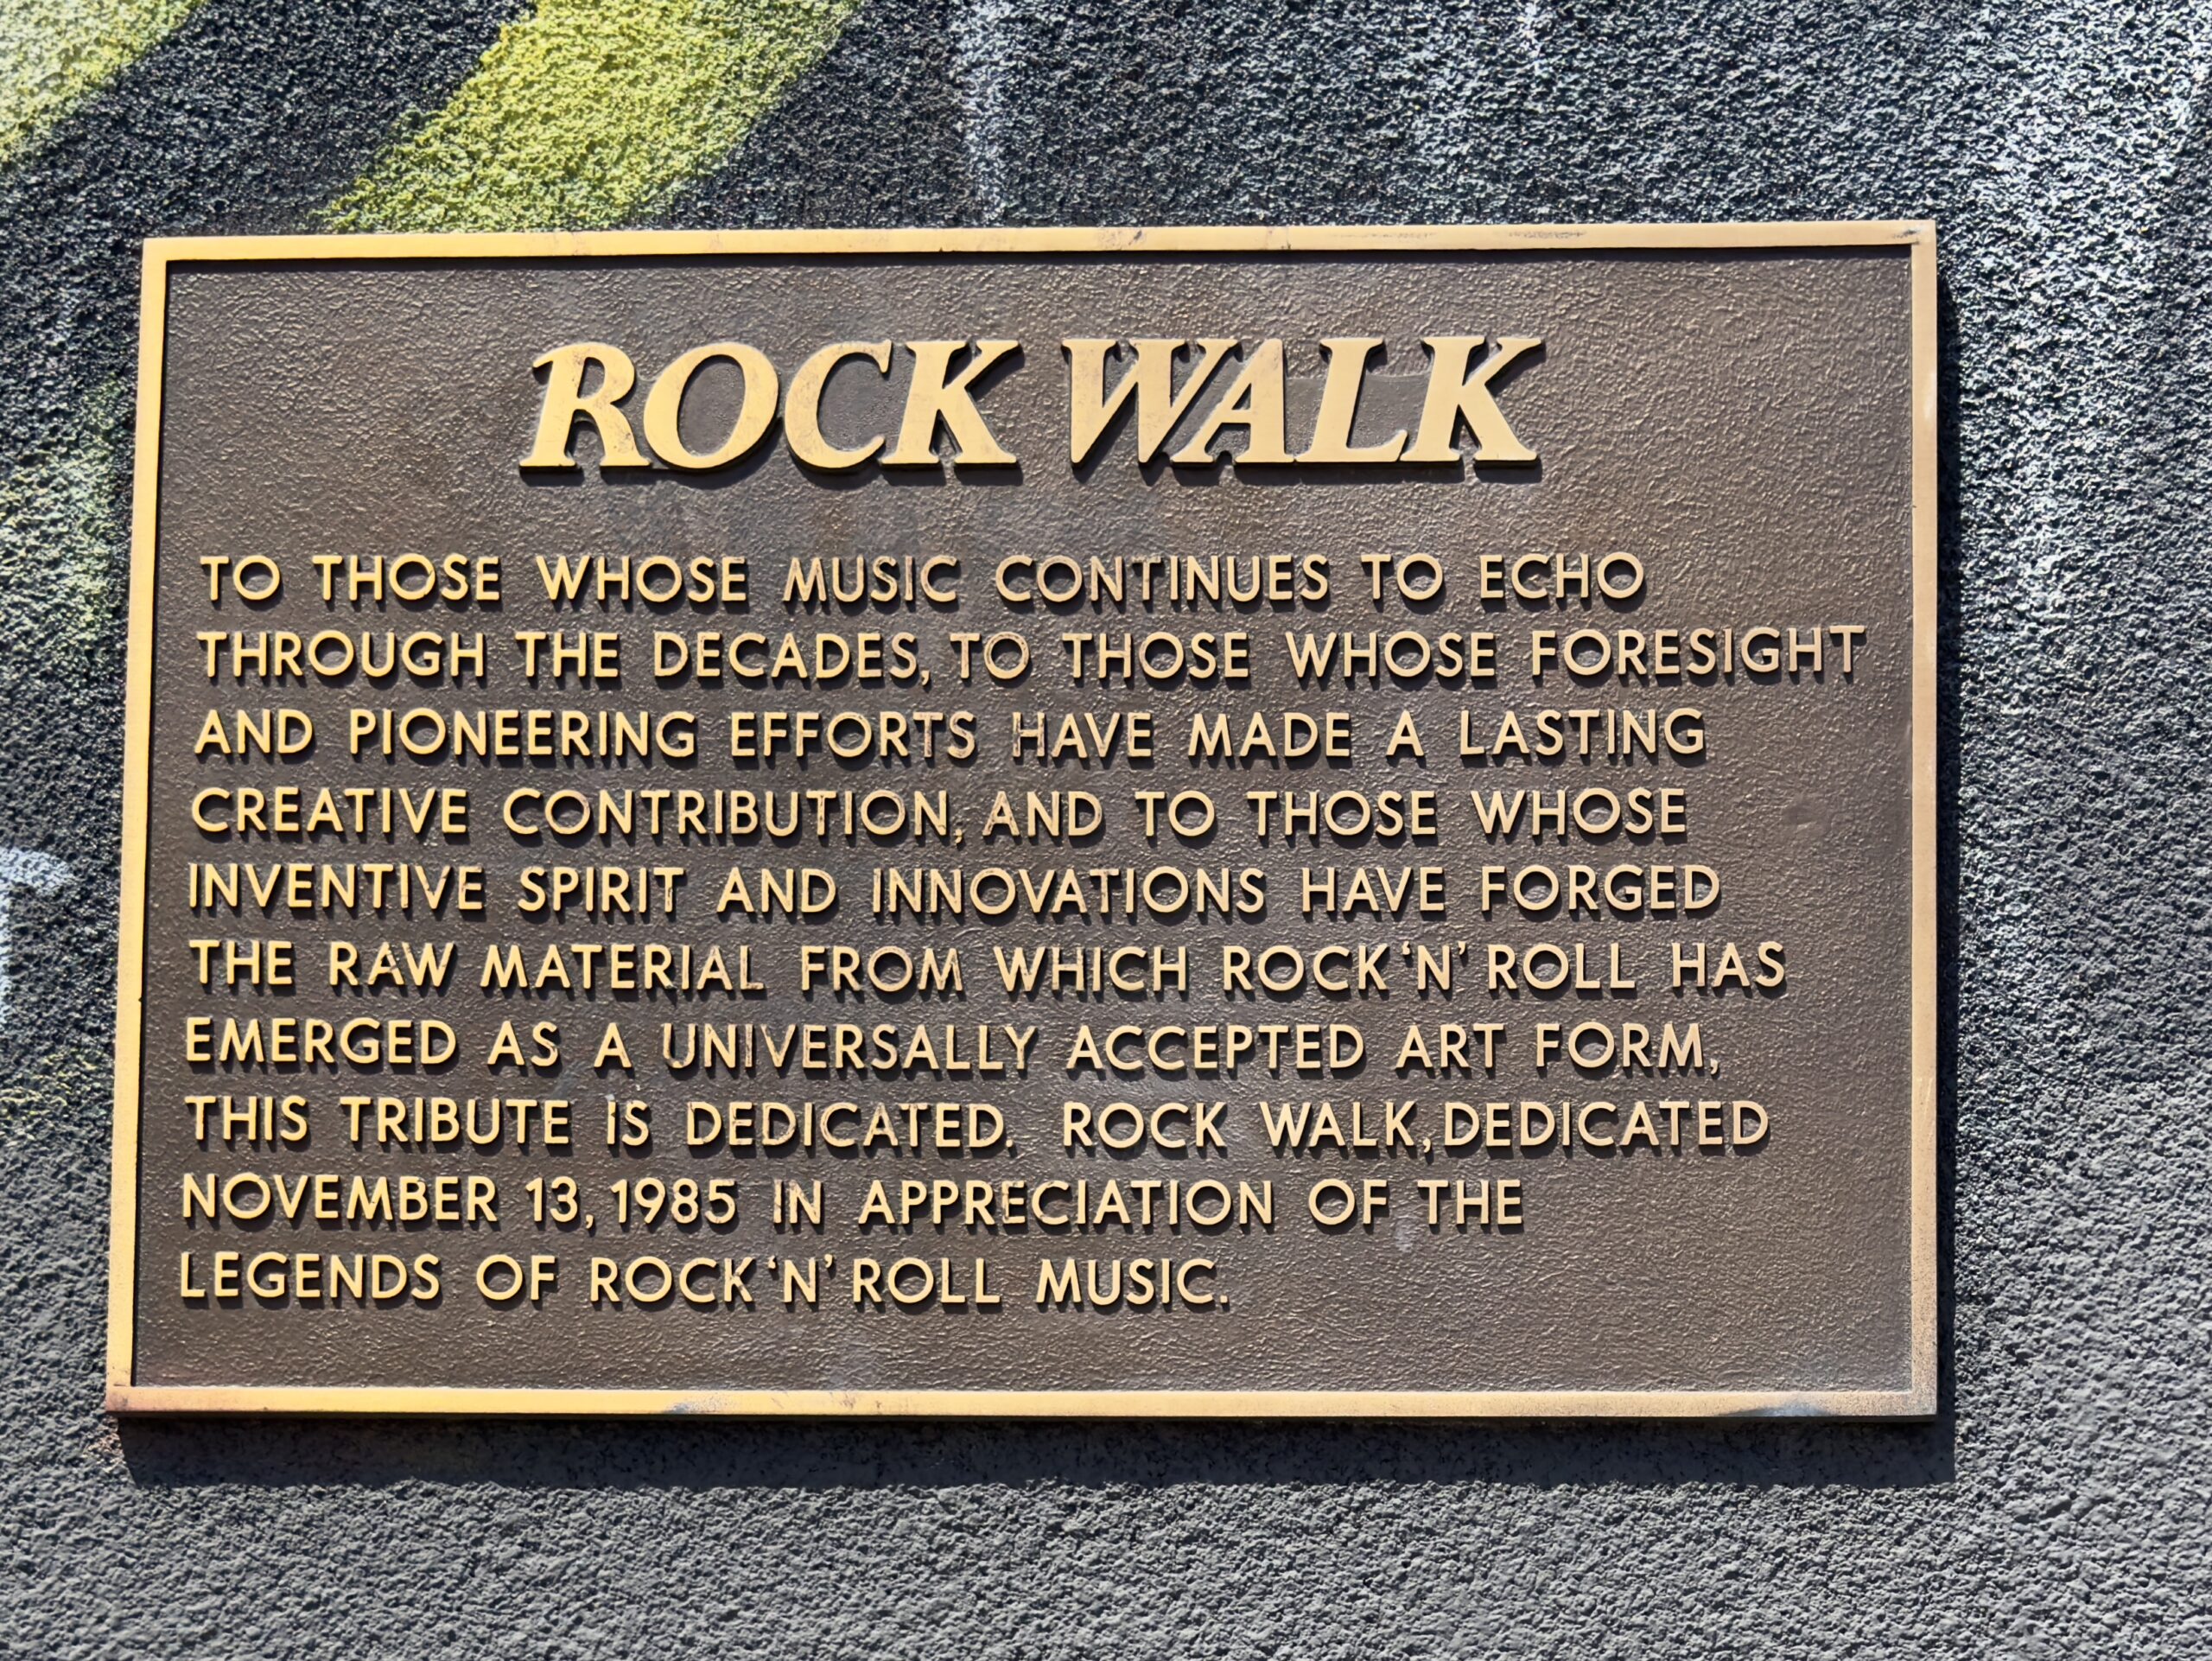 ROCK WALK
TO THOSE WHOSE MUSIC CONTINUES TO ECHO
THROUGH THE DECADES, TO THOSE WHOSE FORESIGHT
AND PIONEERING EFFORTS HAVE MADE A LASTING
CREATIVE CONTRIBUTION, AND TO THOSE WHOSE
INVENTIVE SPIRIT AND INNOVATIONS HAVE FORGED
THE RAW MATERIAL FROM WHICH ROCK ‘N’ ROLL HAS
EMERGED AS A UNIVERSALLY ACCEPTED ART FORM,
THIS TRIBUTE IS DEDICATED. ROCK WALK, DEDICATED
NOVEMBER 13, 1985 IN APPRECIATION OF THE
LEGENDS OF ROCK ‘N’ ROLL MUSIC.